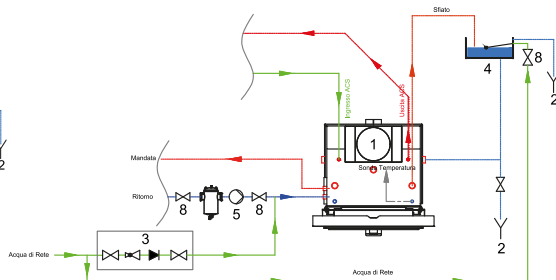 Sfiato
8
4
2
Ingresso ACS
Uscita ACS
1
Mandata
Sonda Temperatura
2
Ritorno
8
5
8
3
2
Acqua di Rete
Acqua di Rete